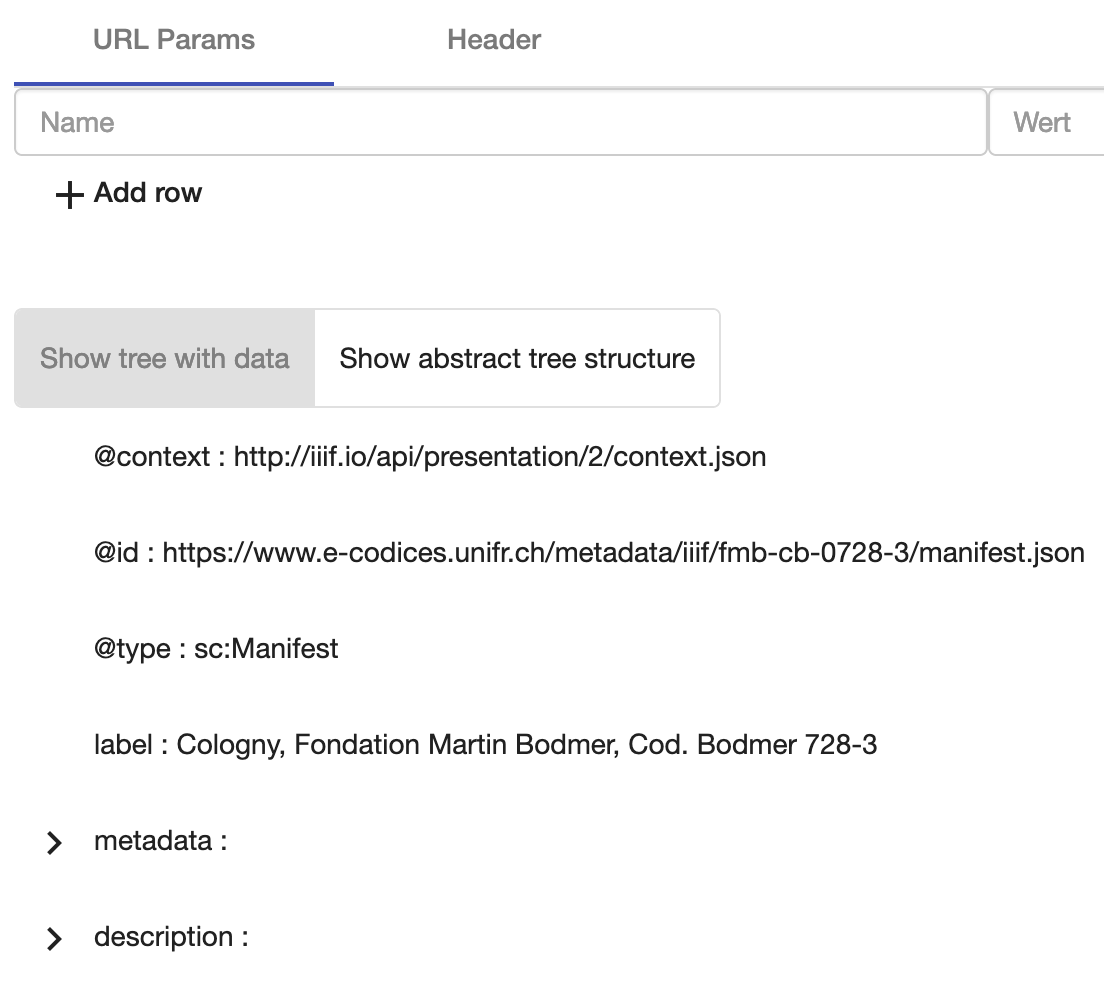 URL Params Header
Name Wert
Add row
Show tree with data Show abstract tree structure
@context : http://iiif.io/api/presentation/2/context.json
@id : https://www.e-codices.unifr.ch/metadata/iiif/fmb-cb-0728-3/manifest.json
@type : sc:Manifest
label : Cologny, Fondation Martin Bodmer, Cod. Bodmer 728-3
metadata :
description :